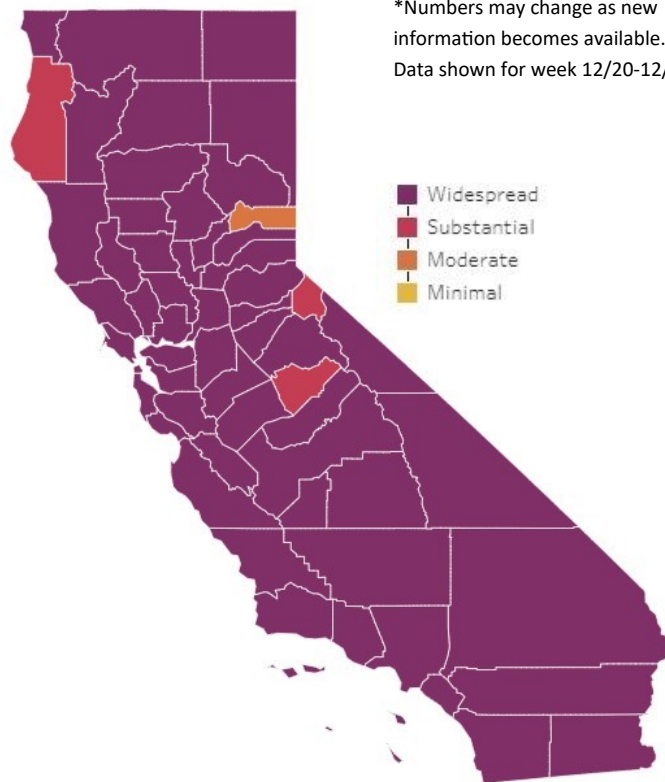 *Numbers may change as new
information becomes available.
Data shown for week 12/20-12/
Widespread
Substantial
Moderate
Minimal